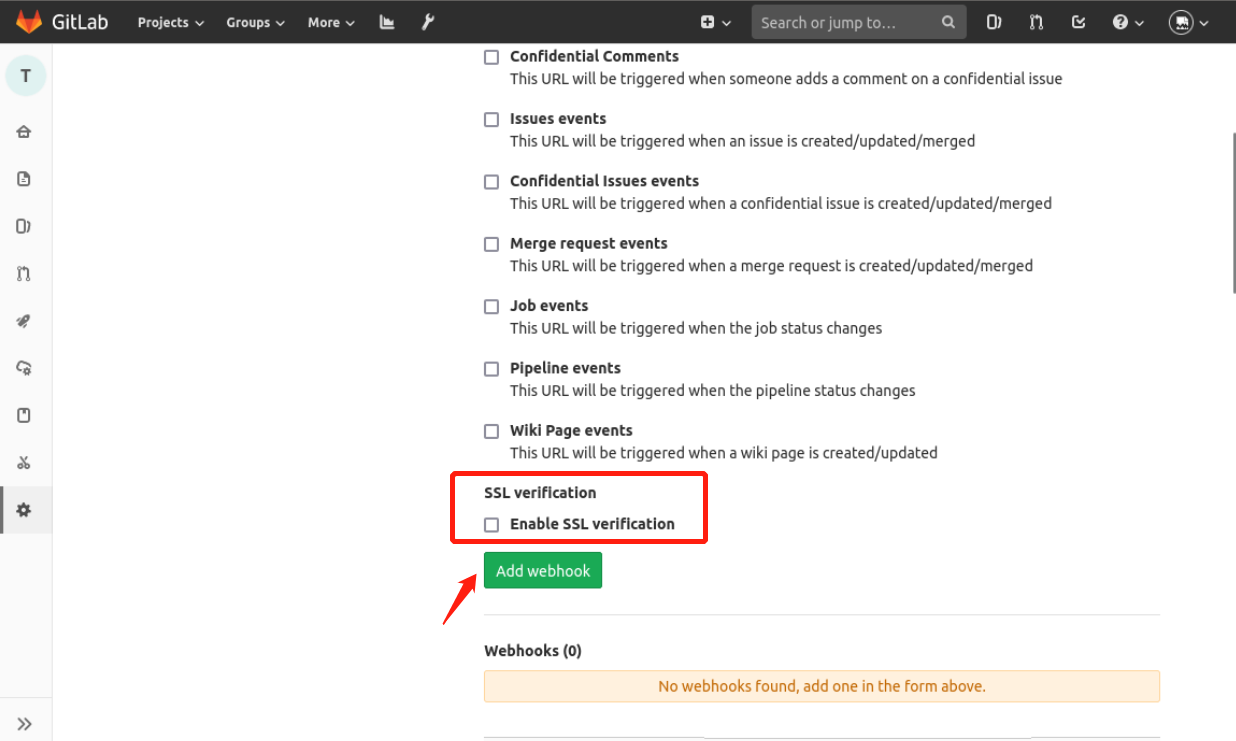 GitLab Projects Groups More Search or jump to...
T
Confidential Comments
This URL will be triggered when someone adds a comment on a confidential issue
Issues events
This URL will be triggered when an issue is created/updated/merged
Confidential Issues events
This URL will be triggered when a confidential issue is created/updated/merged
Merge request events
This URL will be triggered when a merge request is created/updated/merged
Job events
This URL will be triggered when the job status changes
Pipeline events
This URL will be triggered when the pipeline status changes
Wiki Page events
This URL will be triggered when a wiki page is created/updated
SSL verification
Enable SSL verification
Add webhook
Webhooks (0)
No webhooks found, add one in the form above.